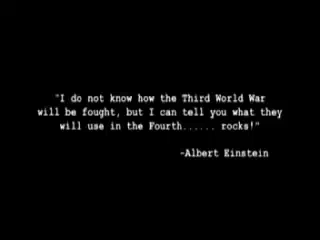 "I do not know how the Third World War
will be fought, but I can tell you what they
will use in the Fourth...... rocks!"
-Albert Einstein